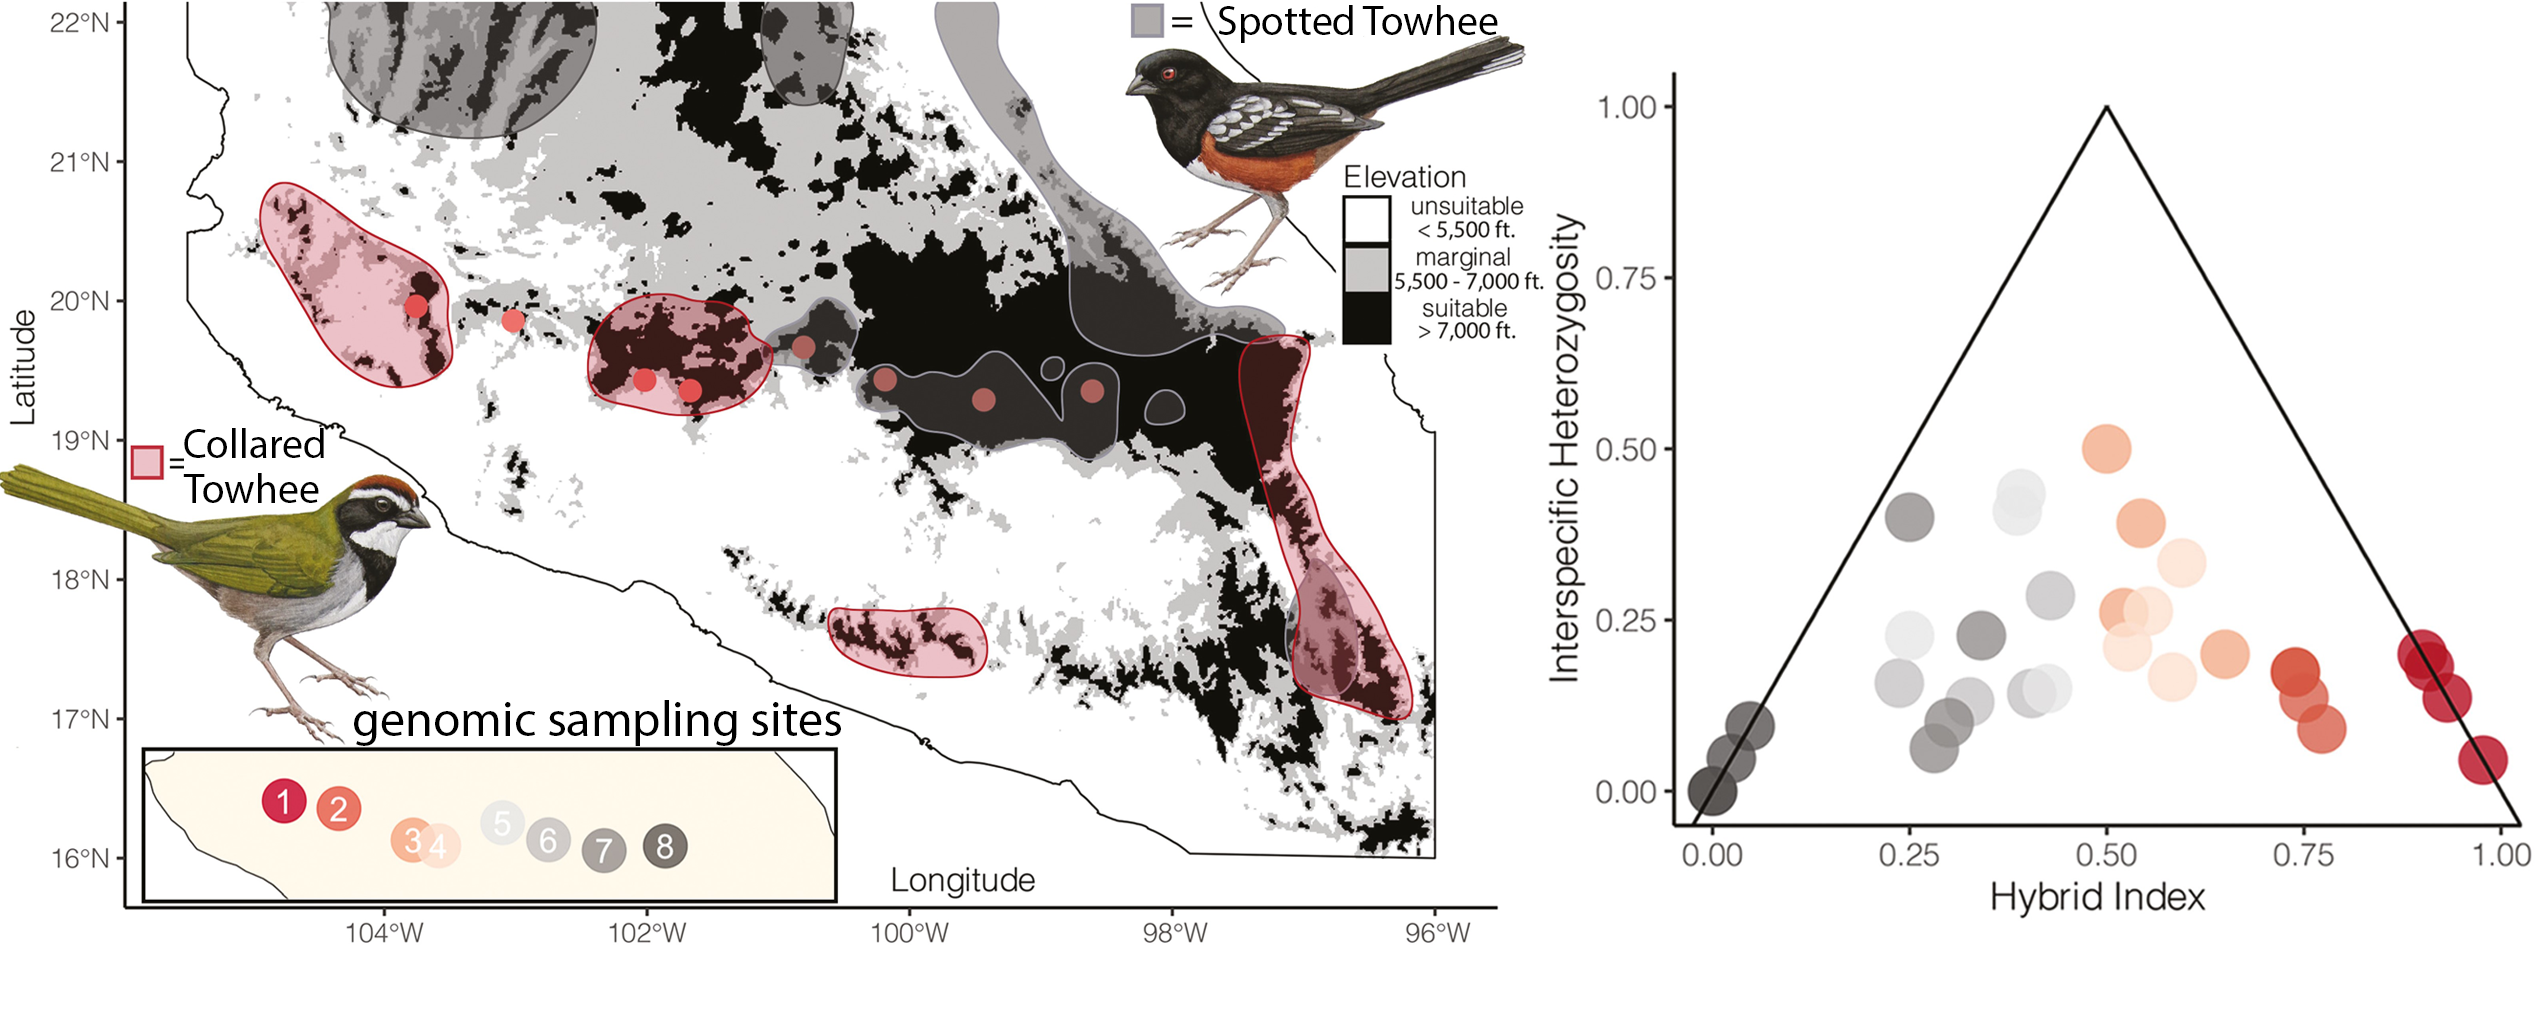 22°N
21°N
20°N
19°N
18°N
17°N
16°N
Latitude
104°W
102°W
100°W
98°W
96°W
Longitude
= Spotted Towhee
Elevation
unsuitable
< 5,500 ft.
marginal
5,500 - 7,000 ft.
suitable
> 7,000 ft.
= Collared
Towhee
genomic sampling sites
1
2
3
4
5
6
7
8
Interspecific Heterozygosity
1.00
0.75
0.50
0.25
0.00
0.00
0.25
0.50
0.75
1.00
Hybrid Index